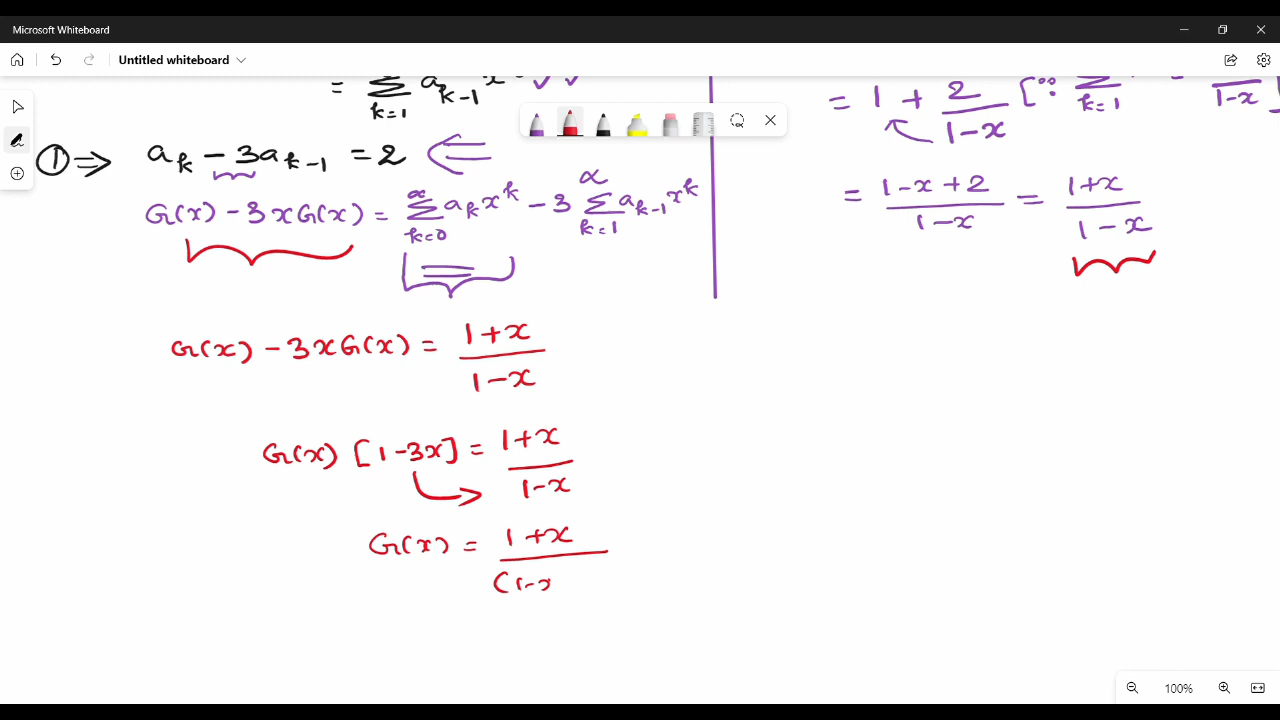 Microsoft Whiteboard
Untitled whiteboard
= ∑ k=1 a_{k-1} x
① ⇒ a_k - 3a_{k-1} = 2
G(x) - 3xG(x) = ∑_{k=0}^{∝} a_k x^k - 3 ∑_{k=1}^{∝} a_{k-1} x^k
G(x) - 3xG(x) = (1+x)/(1-x)
G(x) [1-3x] = (1+x)/(1-x)
G(x) = 1+x
(1-x
= 1 + 2/(1-x) [∵ ∑ k=1 = /(1-x)]
= (1-x+2)/(1-x) = (1+x)/(1-x)
100%